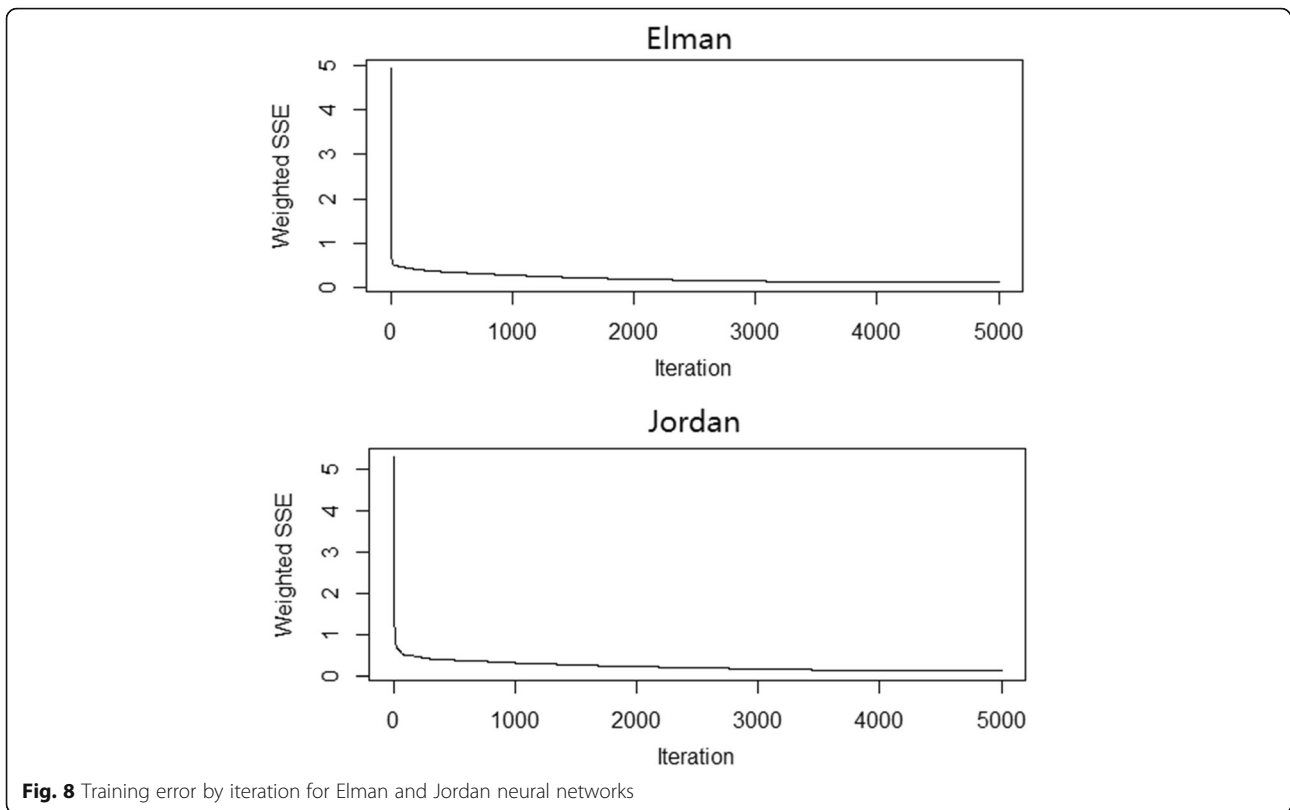 Elman
Weighted SSE
5
4
3
2
1
0
0 1000 2000 3000 4000 5000
Iteration
Jordan
Weighted SSE
5
4
3
2
1
0
0 1000 2000 3000 4000 5000
Iteration
Fig. 8 Training error by iteration for Elman and Jordan neural networks